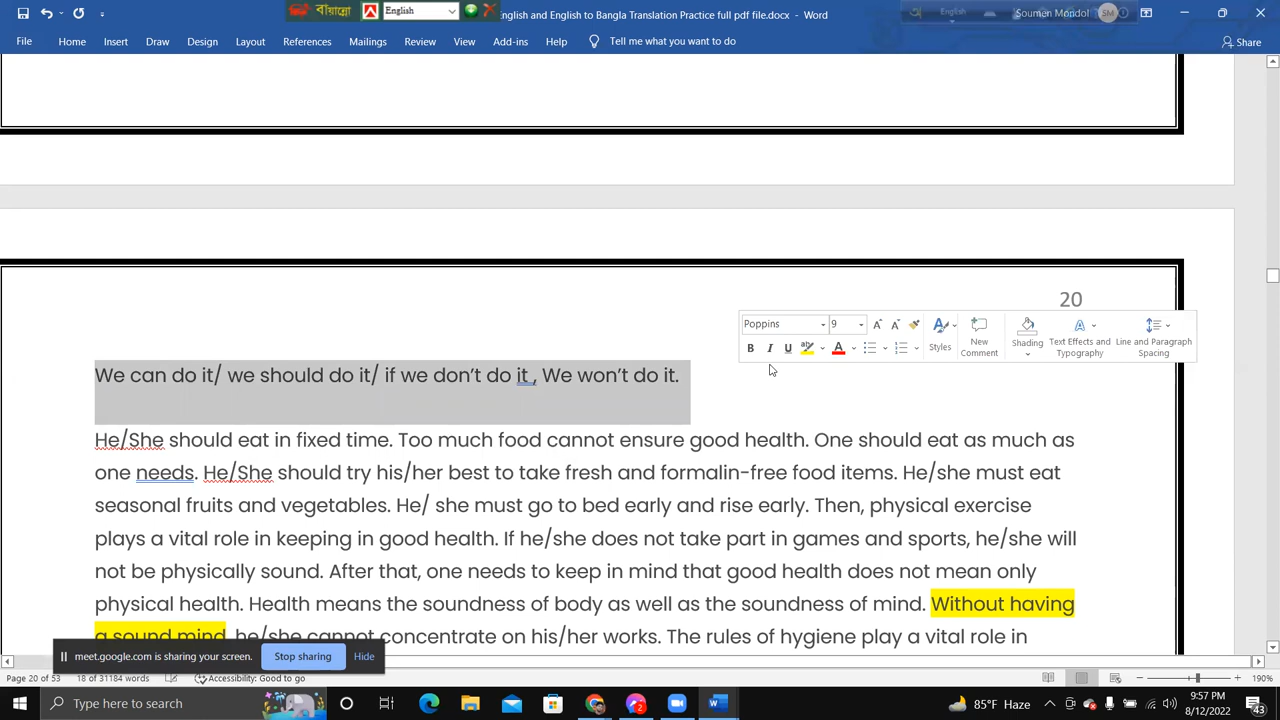 বায়ান্নো English English and English to Bangla Translation Practice full pdf file.docx - Word English Soumen Mondol SM
File Home Insert Draw Design Layout References Mailings Review View Add-ins Help Tell me what you want to do Share
20
Poppins 9
B I U A Styles New Comment Shading Text Effects and Typography Line and Paragraph Spacing
We can do it/ we should do it/ if we don't do it , We won't do it.
He/She should eat in fixed time. Too much food cannot ensure good health. One should eat as much as
one needs. He/She should try his/her best to take fresh and formalin-free food items. He/she must eat
seasonal fruits and vegetables. He/ she must go to bed early and rise early. Then, physical exercise
plays a vital role in keeping in good health. If he/she does not take part in games and sports, he/she will
not be physically sound. After that, one needs to keep in mind that good health does not mean only
physical health. Health means the soundness of body as well as the soundness of mind. Without having
a sound mind, he/she cannot concentrate on his/her works. The rules of hygiene play a vital role in
meet.google.com is sharing your screen. Stop sharing Hide
Page 20 of 53 18 of 31184 words Accessibility: Good to go 190%
Type here to search 2 85°F Haze 9:57 PM
8/12/2022 43